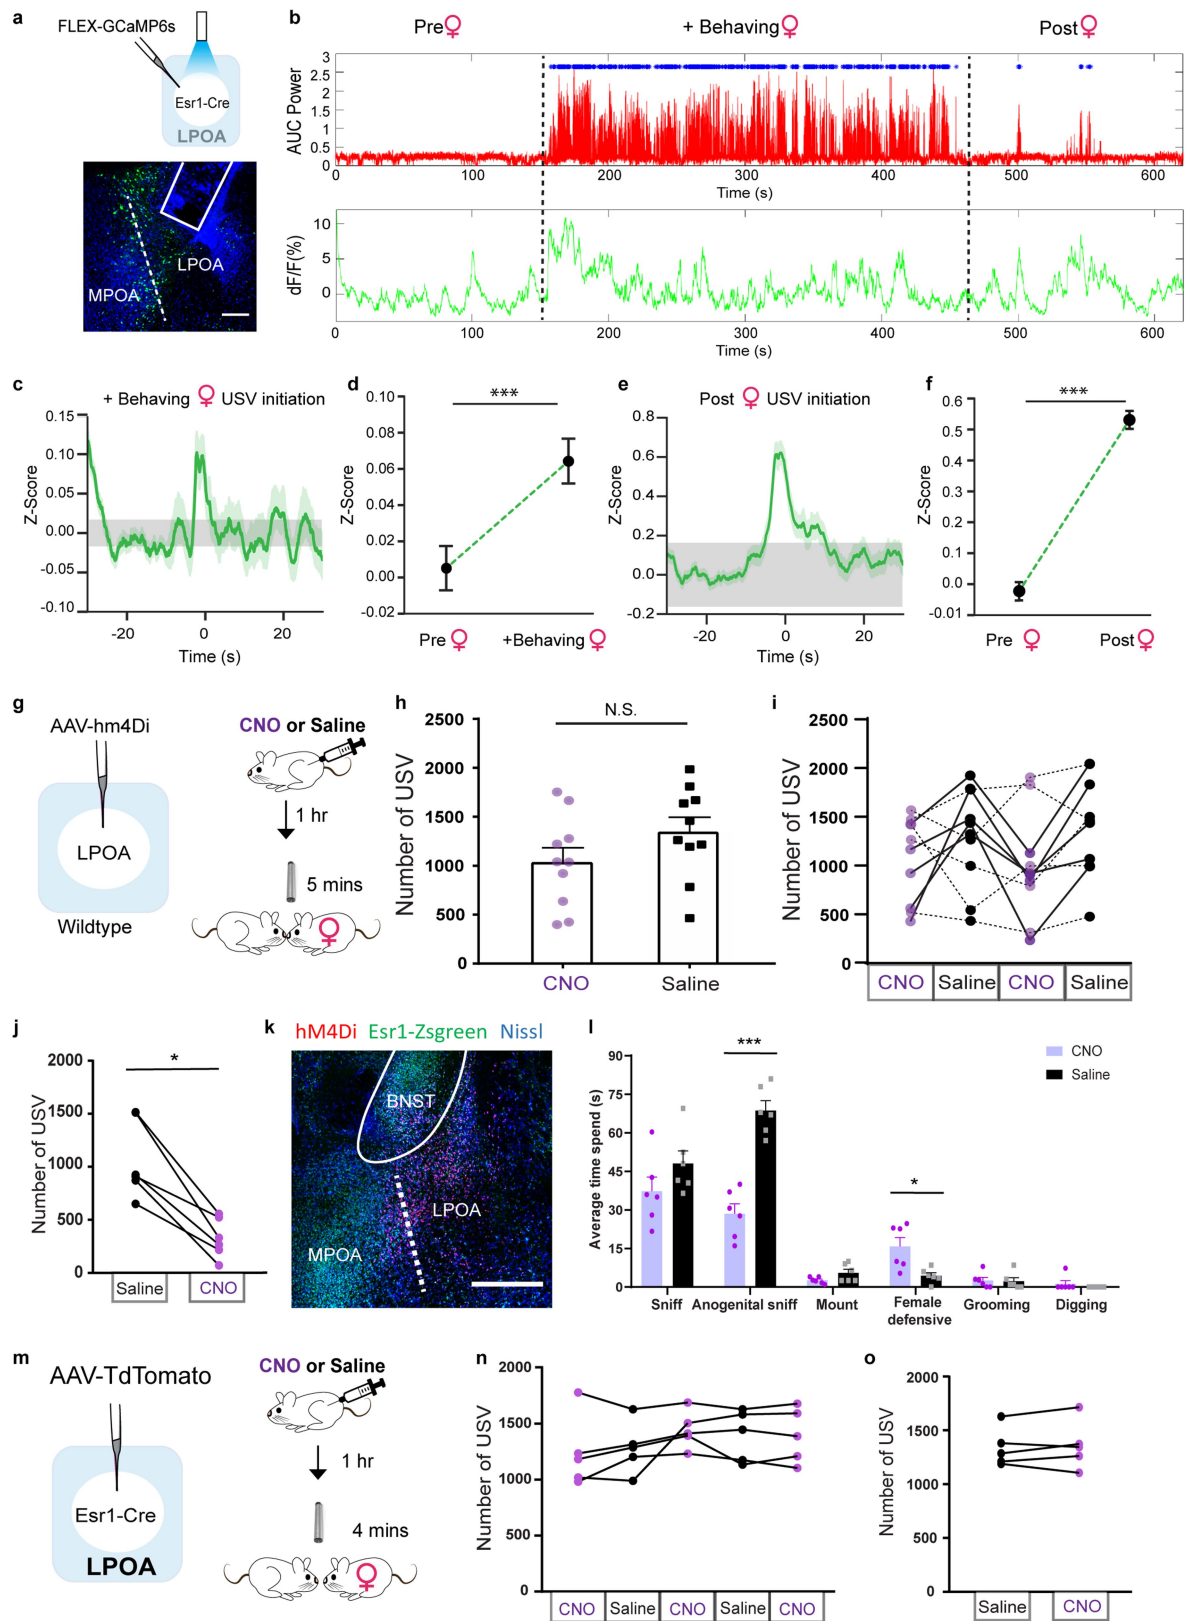 a
FLEX-GCaMP6s
Esr1-Cre
LPOA
LPOA
MPOA
b
Pre♀
+ Behaving♀
Post♀
3
2.5
2
1.5
1
0.5
0
AUC Power
0 100 200 300 400 500 600
Time (s)
10
5
0
dF/F(%)
0 100 200 300 400 500 600
Time (s)
c
+ Behaving ♀ USV initiation
0.15
0.10
0.05
0.00
-0.05
-0.10
Z-Score
-20 0 20
Time (s)
d
***
0.10
0.08
0.06
0.04
0.02
0.00
-0.02
Z-Score
Pre♀ +Behaving♀
e
Post ♀ USV initiation
0.8
0.6
0.4
0.2
0.0
-0.2
Z-Score
-20 0 20
Time (s)
f
***
0.6
0.5
0.4
0.3
0.2
0.1
0.0
-0.01
Z-Score
Pre♀ Post♀
g
AAV-hm4Di
LPOA
Wildtype
CNO or Saline
1 hr
5 mins
♀
h
N.S.
2500
2000
1500
1000
500
0
Number of USV
CNO Saline
i
2500
2000
1500
1000
500
0
Number of USV
CNO Saline CNO Saline
j
*
2000
1500
1000
500
0
Number of USV
Saline CNO
k
hM4Di Esr1-Zsgreen Nissl
BNST
LPOA
MPOA
l
***
*
CNO
Saline
90
75
60
45
30
15
0
Average time spend (s)
Sniff Anogenital sniff Mount Female defensive Grooming Digging
m
AAV-TdTomato
Esr1-Cre
LPOA
CNO or Saline
1 hr
4 mins
♀
n
2000
1500
1000
500
0
Number of USV
CNO Saline CNO Saline CNO
o
2000
1500
1000
500
0
Number of USV
Saline CNO